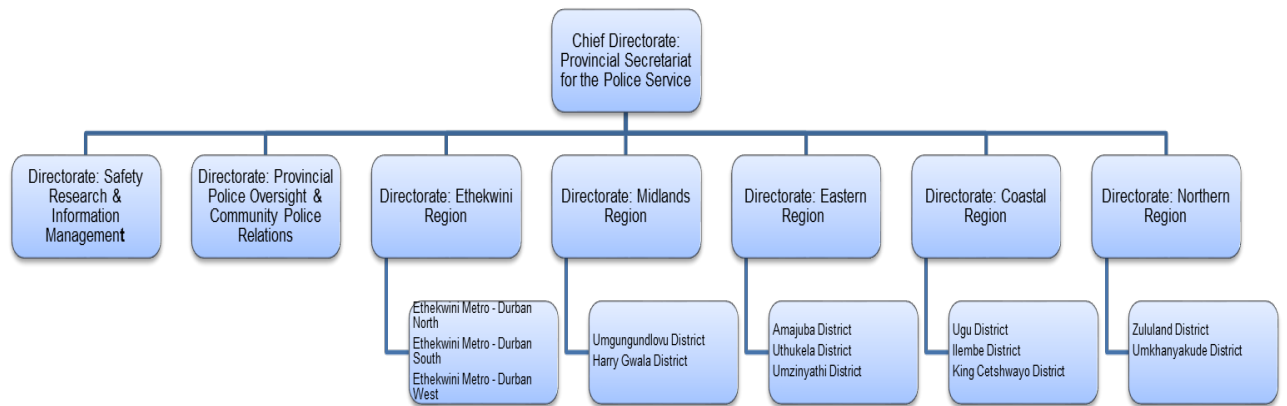 Chief Directorate:
Provincial Secretariat
for the Police Service
Directorate: Safety
Research &
Information
Management
Directorate: Provincial
Police Oversight &
Community Police
Relations
Directorate: Ethekwini
Region
Directorate: Midlands
Region
Directorate: Eastern
Region
Directorate: Coastal
Region
Directorate: Northern
Region
Ethekwini Metro - Durban
North
Ethekwini Metro - Durban
South
Ethekwini Metro - Durban
West
Umgungundlovu District
Harry Gwala District
Amajuba District
Uthukela District
Umzinyathi District
Ugu District
Ilembe District
King Cetshwayo District
Zululand District
Umkhanyakude District